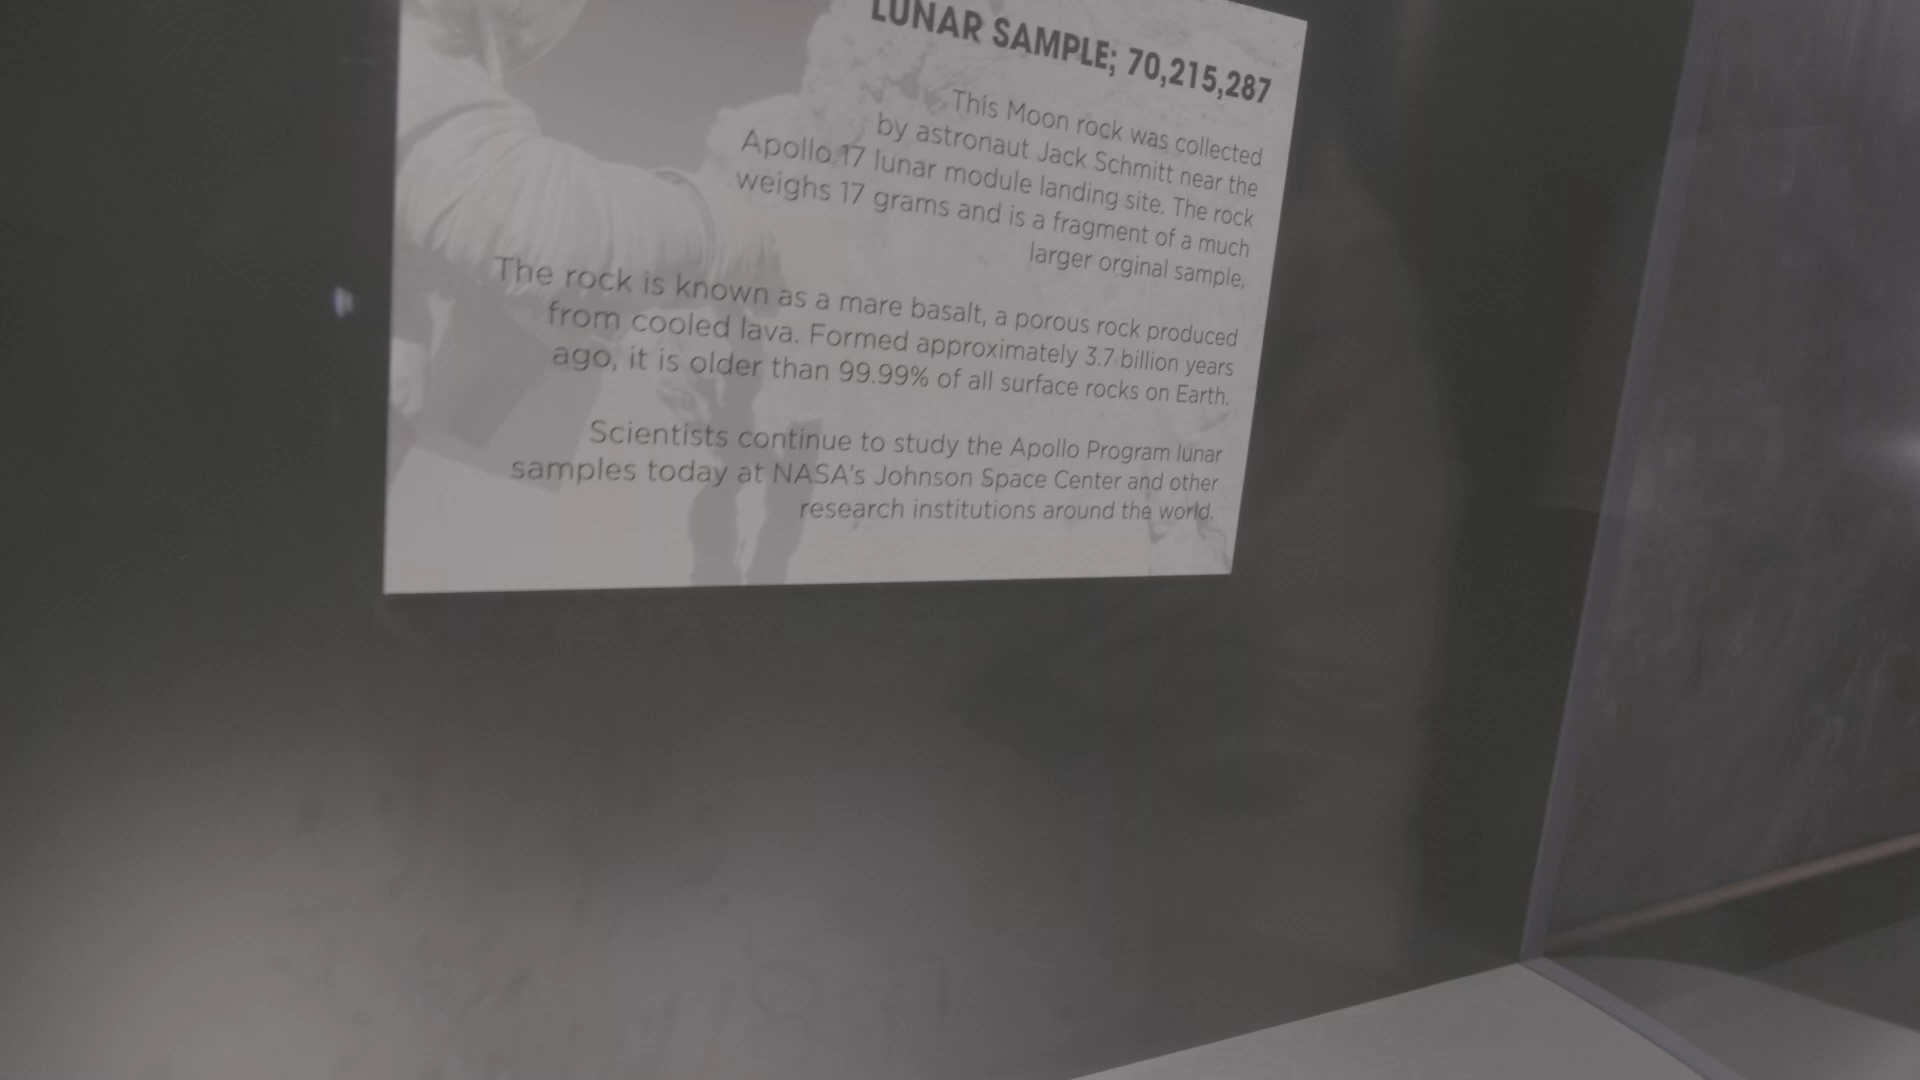 LUNAR SAMPLE; 70,215,287
This Moon rock was collected
by astronaut Jack Schmitt near the
Apollo 17 lunar module landing site. The rock
weighs 17 grams and is a fragment of a much
larger orginal sample.
The rock is known as a mare basalt, a porous rock produced
from cooled lava. Formed approximately 3.7 billion years
ago, it is older than 99.99% of all surface rocks on Earth.
Scientists continue to study the Apollo Program lunar
samples today at NASA's Johnson Space Center and other
research institutions around the world.